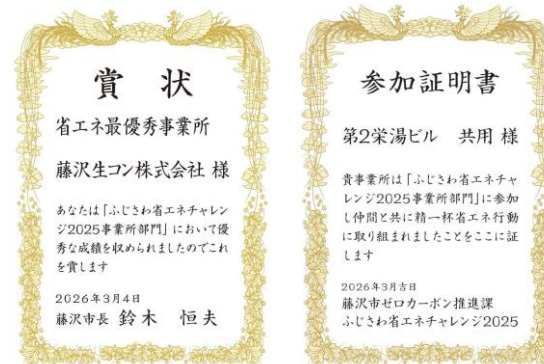 賞 状
省エネ最優秀事業所
藤沢生コン株式会社 様
あなたは「ふじさわ省エネチャレン
ジ2025事業所部門」において優
秀な成績を収められましたのでこれ
を賞します
2026年3月4日
藤沢市長 鈴木 恒夫
参加証明書
第2栄湯ビル 共用 様
貴事業所は「ふじさわ省エネチャ
レンジ2025事業所部門」に参加
し仲間と共に精一杯省エネ行動
に取り組まれましたことをここに証
します
2026年3月吉日
藤沢市ゼロカーボン推進課
ふじさわ省エネチャレンジ2025